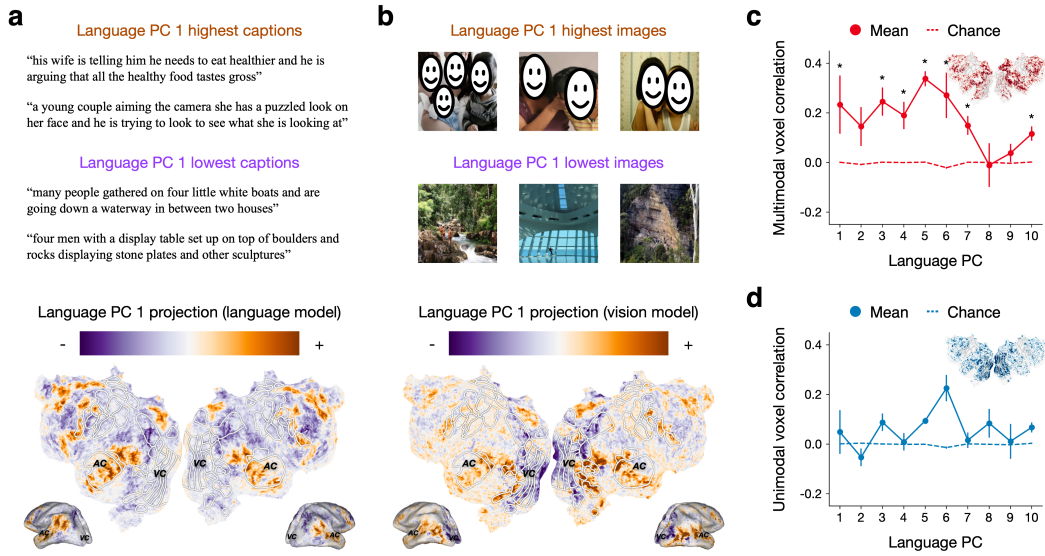 a
Language PC 1 highest captions
“his wife is telling him he needs to eat healthier and he is
arguing that all the healthy food tastes gross”
“a young couple aiming the camera she has a puzzled look on
her face and he is trying to look to see what she is looking at”
Language PC 1 lowest captions
“many people gathered on four little white boats and are
going down a waterway in between two houses”
“four men with a display table set up on top of boulders and
rocks displaying stone plates and other sculptures”
Language PC 1 projection (language model)
- +
AC VC VC AC
AC VC VC AC
b
Language PC 1 highest images
Language PC 1 lowest images
Language PC 1 projection (vision model)
- +
AC VC VC AC
AC VC VC AC
c
Mean Chance
Multimodal voxel correlation
0.4
0.2
0.0
-0.2
* * * * * * *
1 2 3 4 5 6 7 8 9 10
Language PC
d
Mean Chance
Unimodal voxel correlation
0.4
0.2
0.0
-0.2
1 2 3 4 5 6 7 8 9 10
Language PC